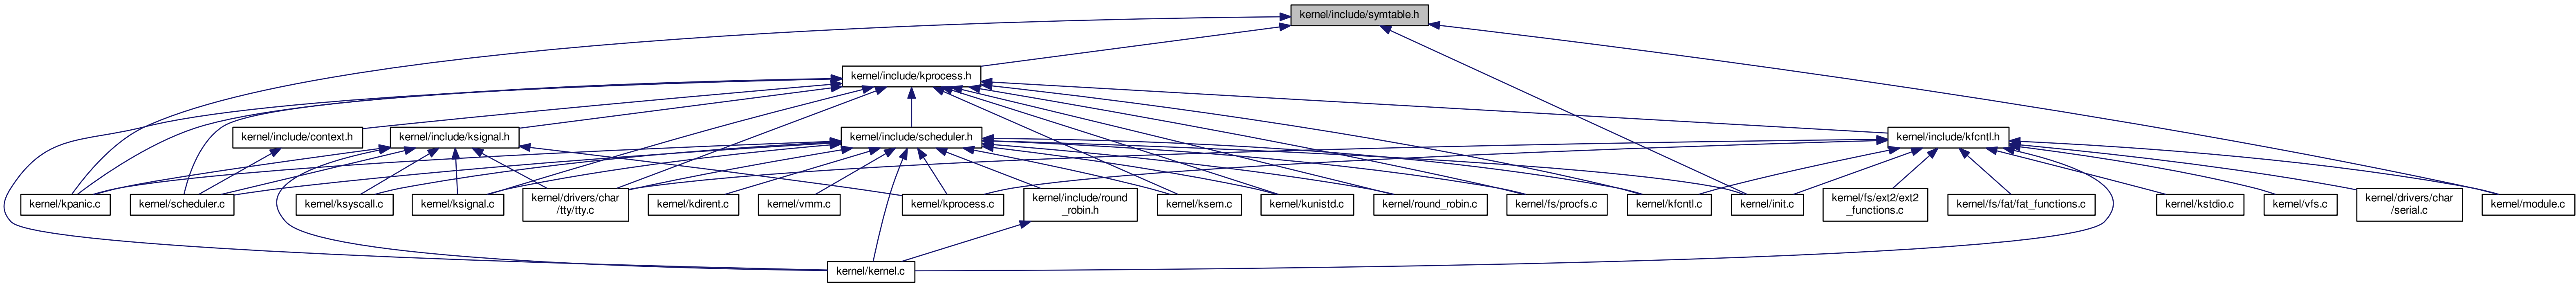 kernel/include/symtable.h
kernel/include/kprocess.h
kernel/include/context.h
kernel/include/ksignal.h
kernel/include/scheduler.h
kernel/include/kfcntl.h
kernel/kpanic.c
kernel/scheduler.c
kernel/ksyscall.c
kernel/ksignal.c
kernel/drivers/char
/tty/tty.c
kernel/kdirent.c
kernel/vmm.c
kernel/kprocess.c
kernel/include/round
_robin.h
kernel/ksem.c
kernel/kunistd.c
kernel/round_robin.c
kernel/fs/procfs.c
kernel/kfcntl.c
kernel/init.c
kernel/fs/ext2/ext2
_functions.c
kernel/fs/fat/fat_functions.c
kernel/kstdio.c
kernel/vfs.c
kernel/drivers/char
/serial.c
kernel/module.c
kernel/kernel.c